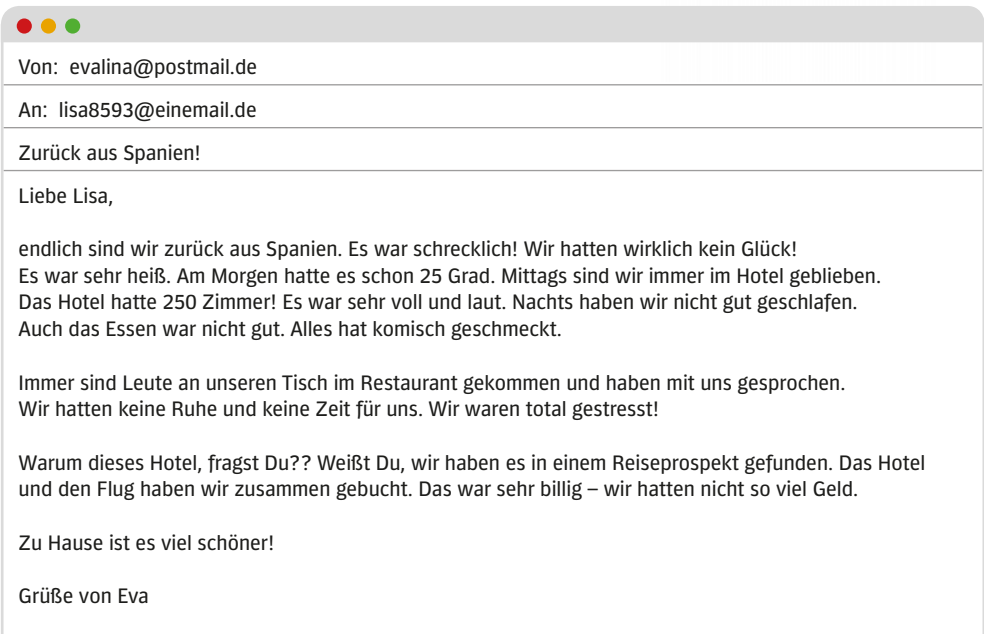 Von: evalina@postmail.de
An: lisa8593@einemail.de
Zurück aus Spanien!
Liebe Lisa,
endlich sind wir zurück aus Spanien. Es war schrecklich! Wir hatten wirklich kein Glück!
Es war sehr heiß. Am Morgen hatte es schon 25 Grad. Mittags sind wir immer im Hotel geblieben.
Das Hotel hatte 250 Zimmer! Es war sehr voll und laut. Nachts haben wir nicht gut geschlafen.
Auch das Essen war nicht gut. Alles hat komisch geschmeckt.
Immer sind Leute an unseren Tisch im Restaurant gekommen und haben mit uns gesprochen.
Wir hatten keine Ruhe und keine Zeit für uns. Wir waren total gestresst!
Warum dieses Hotel, fragst Du?? Weißt Du, wir haben es in einem Reiseprospekt gefunden. Das Hotel
und den Flug haben wir zusammen gebucht. Das war sehr billig – wir hatten nicht so viel Geld.
Zu Hause ist es viel schöner!
Grüße von Eva